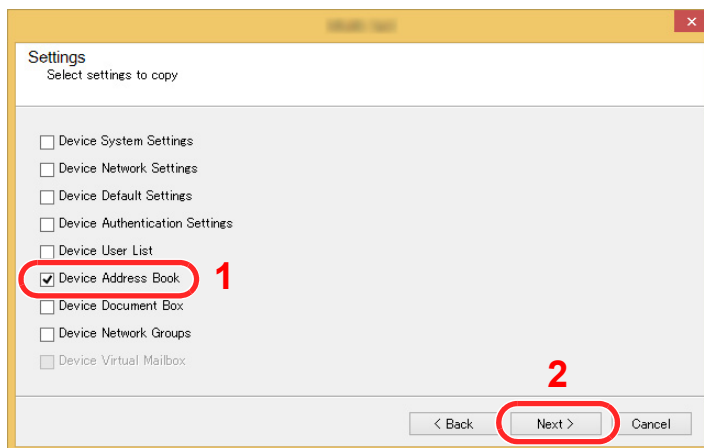 Settings
Select settings to copy
Device System Settings
Device Network Settings
Device Default Settings
Device Authentication Settings
Device User List
Device Address Book 1
Device Document Box
Device Network Groups
Device Virtual Mailbox
2
< Back Next > Cancel